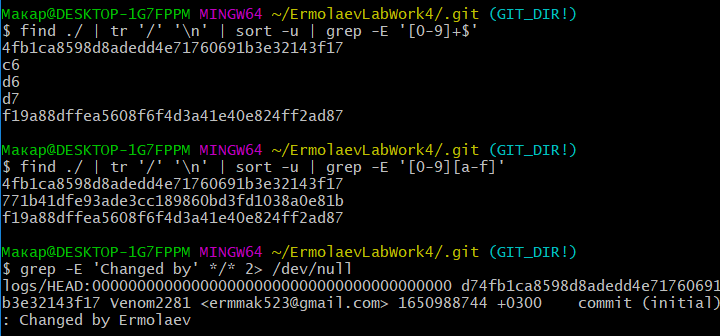 Макар@DESKTOP-1G7FPPM MINGW64 ~/ErmolaevLabWork4/.git (GIT_DIR!)
$ find ./ | tr '/' '\n' | sort -u | grep -E '[0-9]+$'
4fb1ca8598d8adedd4e71760691b3e32143f17
c6
d6
d7
f19a88dffea5608f6f4d3a41e40e824ff2ad87
Макар@DESKTOP-1G7FPPM MINGW64 ~/ErmolaevLabWork4/.git (GIT_DIR!)
$ find ./ | tr '/' '\n' | sort -u | grep -E '[0-9][a-f]'
4fb1ca8598d8adedd4e71760691b3e32143f17
771b41dfe93ade3cc189860bd3fd1038a0e81b
f19a88dffea5608f6f4d3a41e40e824ff2ad87
Макар@DESKTOP-1G7FPPM MINGW64 ~/ErmolaevLabWork4/.git (GIT_DIR!)
$ grep -E 'Changed by' */* 2> /dev/null
logs/HEAD:0000000000000000000000000000000000000000 d74fb1ca8598d8adedd4e71760691
b3e32143f17 Venom2281 <ermmak523@gmail.com> 1650988744 +0300    commit (initial)
: Changed by Ermolaev